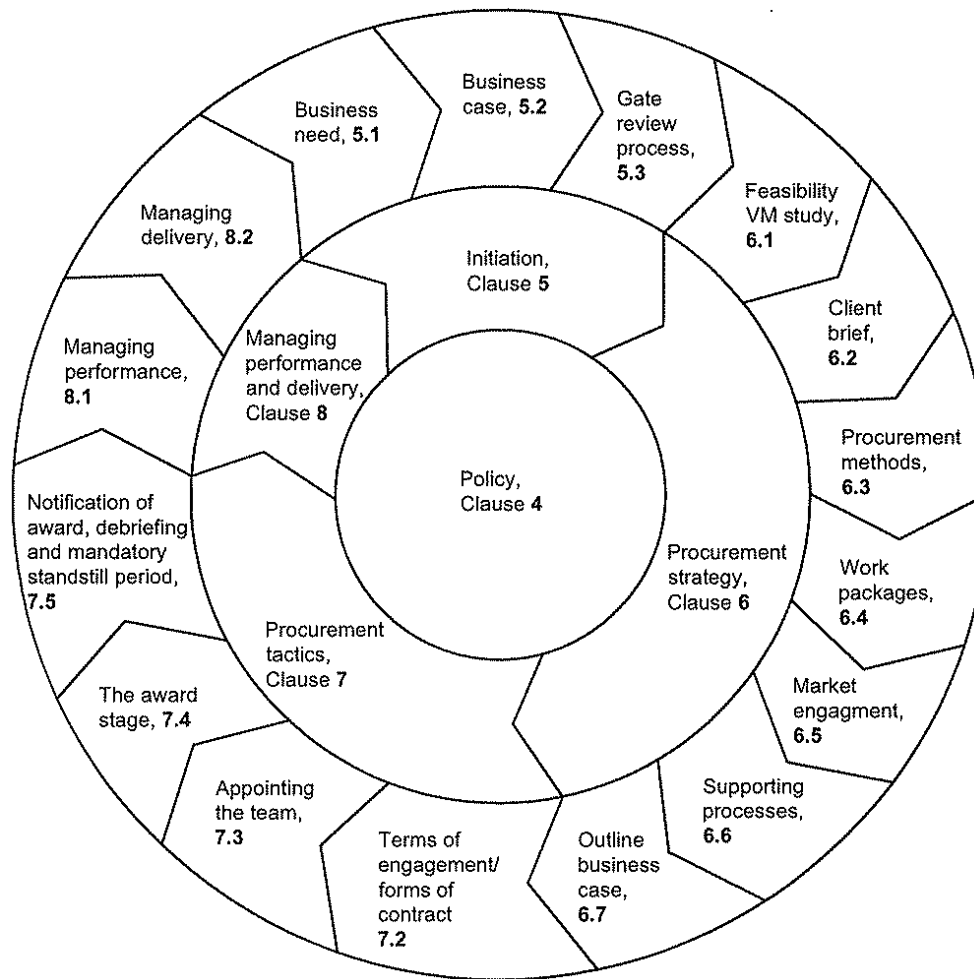 Business
case, 5.2
Gate
review
process,
5.3
Feasibility
VM study,
6.1
Client
brief,
6.2
Procurement
methods,
6.3
Work
packages,
6.4
Market
engagment,
6.5
Supporting
processes,
6.6
Outline
business
case,
6.7
Terms of
engagement/
forms of
contract
7.2
Appointing
the team,
7.3
The award
stage, 7.4
Notification of
award, debriefing
and mandatory
standstill period,
7.5
Managing
performance,
8.1
Managing
delivery, 8.2
Business
need, 5.1
Initiation,
Clause 5
Procurement
strategy,
Clause 6
Procurement
tactics,
Clause 7
Managing
performance
and delivery,
Clause 8
Policy,
Clause 4